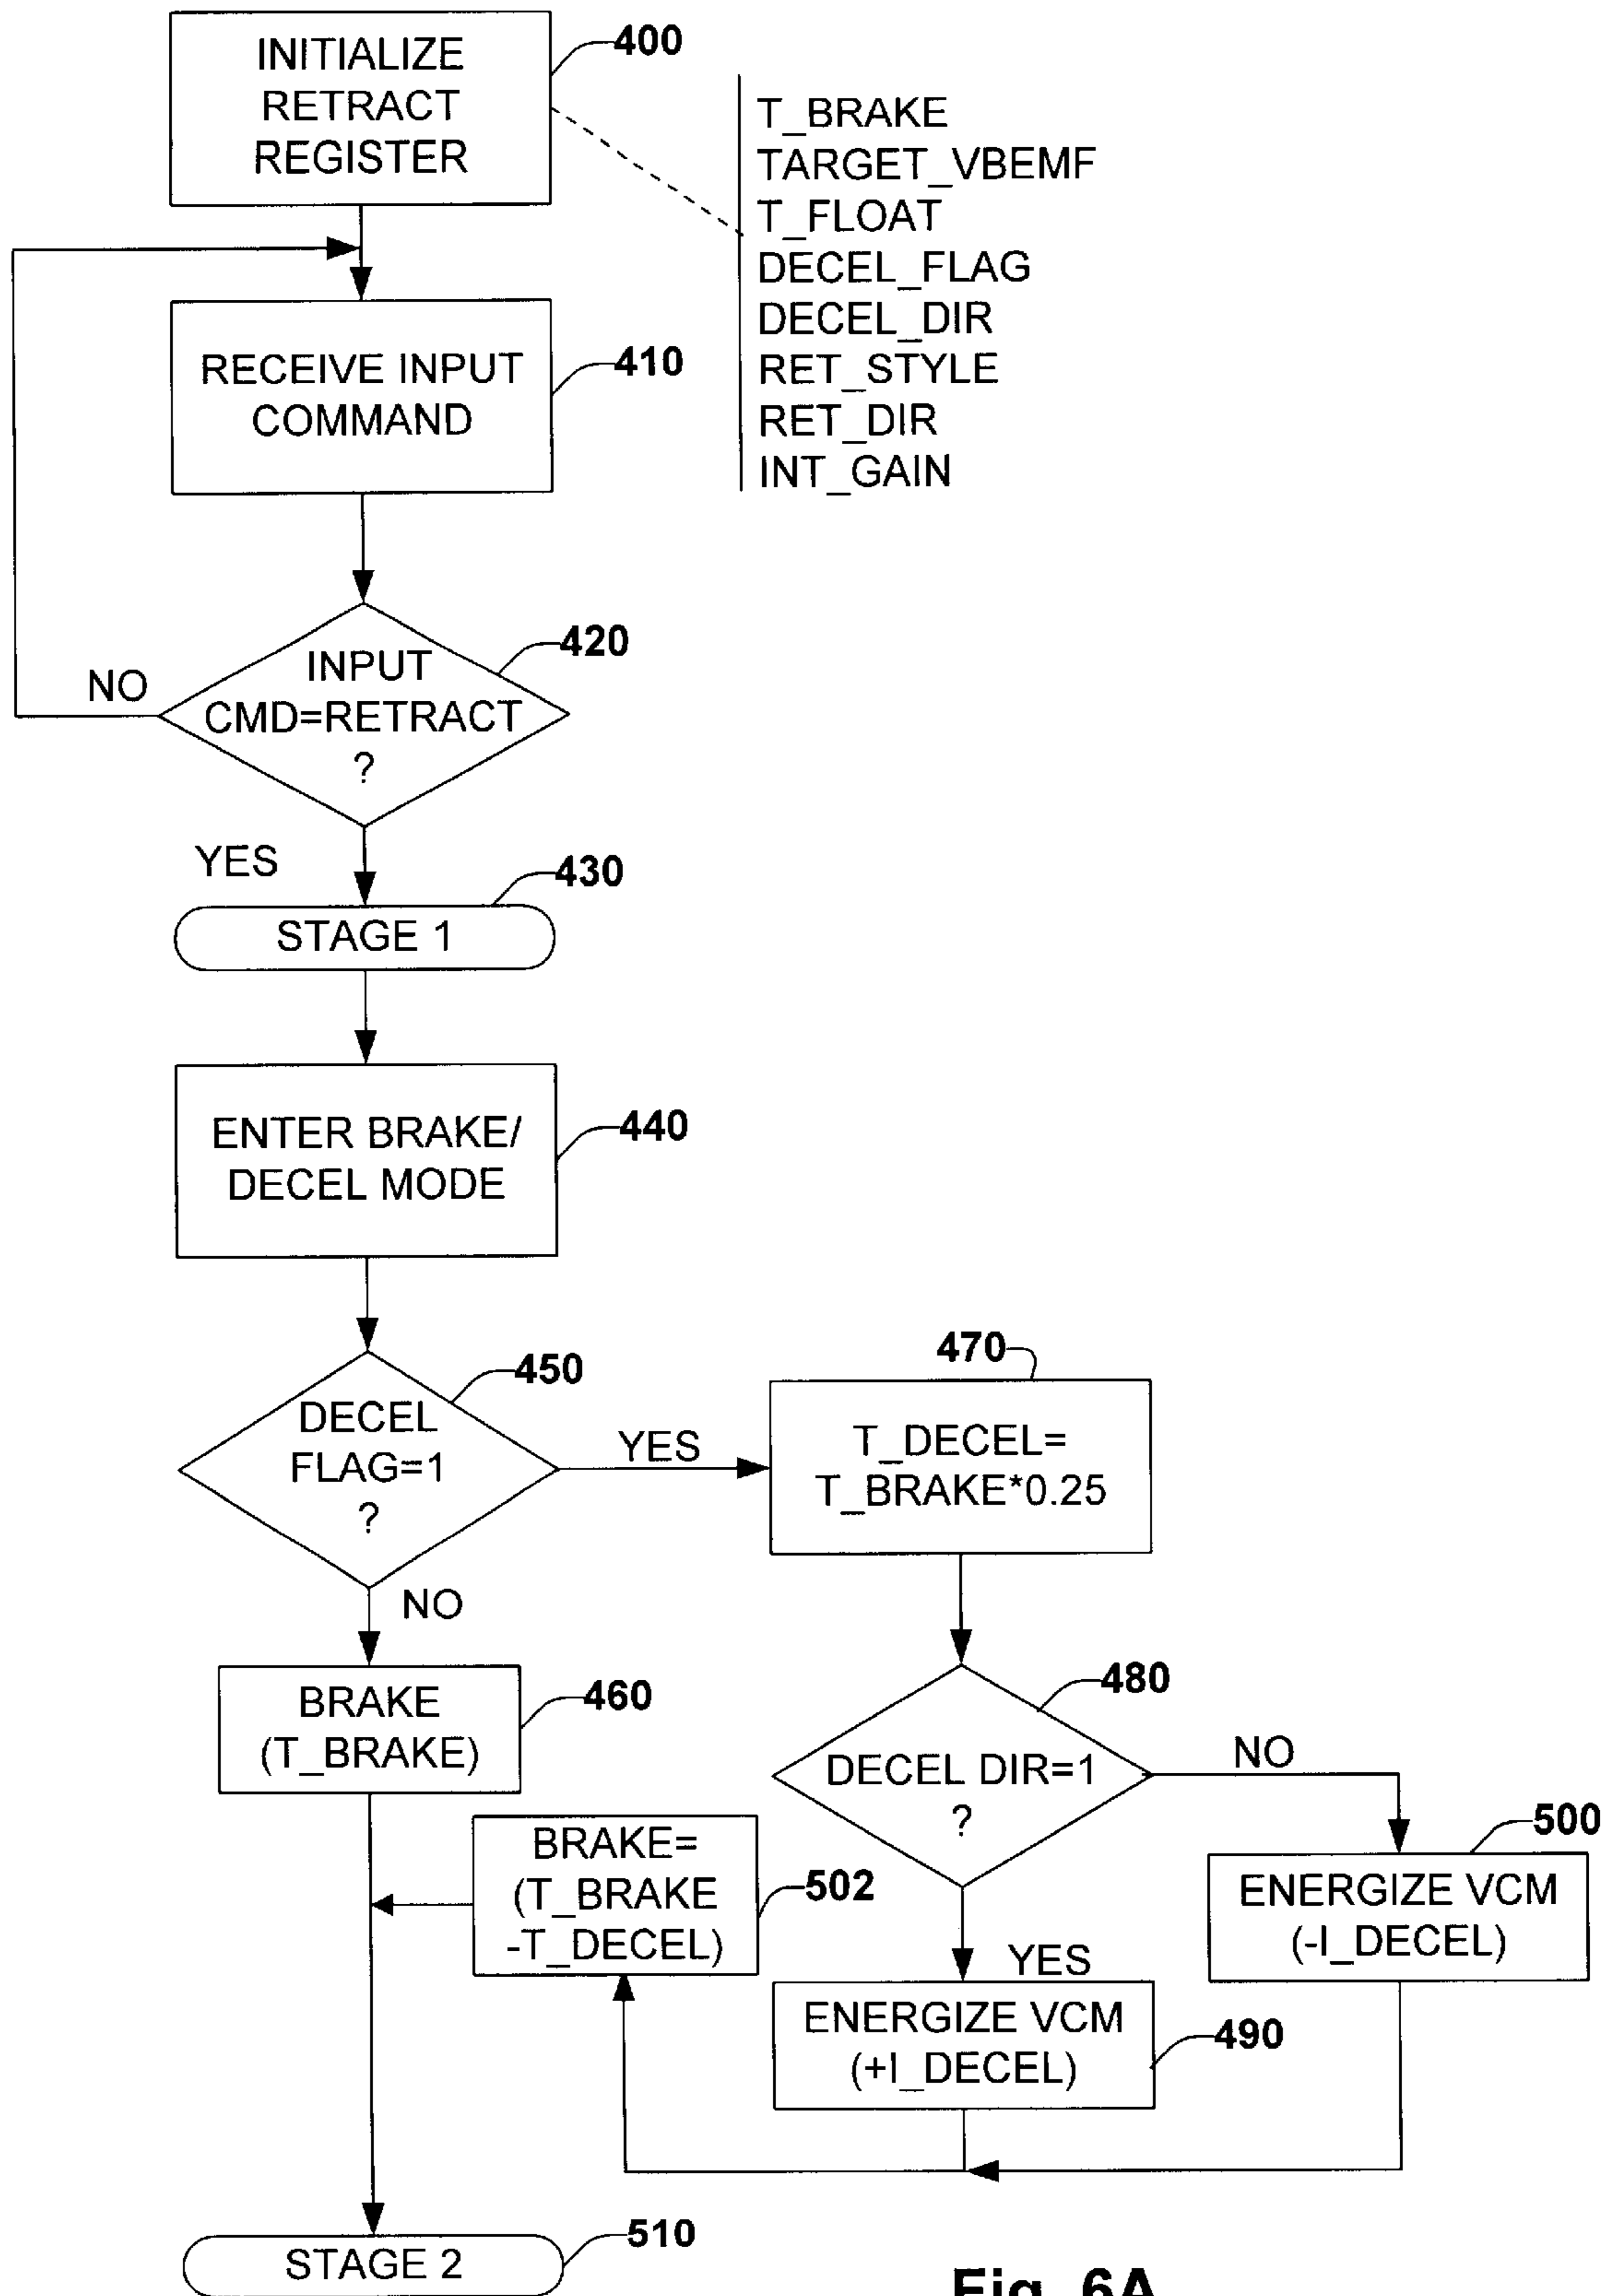 INITIALIZE
RETRACT
REGISTER
400
T_BRAKE
TARGET_VBEMF
T_FLOAT
DECEL_FLAG
DECEL_DIR
RET_STYLE
RET_DIR
INT_GAIN
RECEIVE INPUT
COMMAND
410
INPUT
CMD=RETRACT
?
420
NO
YES
430
STAGE 1
ENTER BRAKE/
DECEL MODE
440
DECEL
FLAG=1
?
450
YES
NO
470
T_DECEL=
T_BRAKE*0.25
BRAKE
(T_BRAKE)
460
DECEL DIR=1
?
480
NO
YES
BRAKE=
(T_BRAKE
-T_DECEL)
502
500
ENERGIZE VCM
(-I_DECEL)
ENERGIZE VCM
(+I_DECEL)
490
STAGE 2
510
Fig. 6A